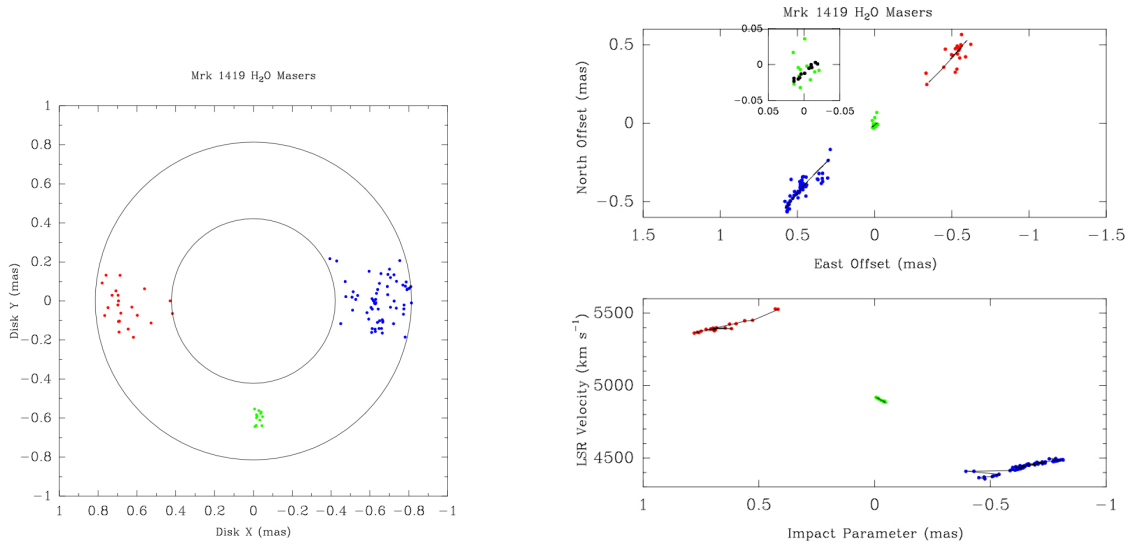 Mrk 1419 H₂O Masers
1
0.8
0.6
0.4
0.2
0
−0.2
−0.4
−0.6
−0.8
−1
Disk Y (mas)
1 0.8 0.6 0.4 0.2 0 −0.2 −0.4 −0.6 −0.8 −1
Disk X (mas)
Mrk 1419 H₂O Masers
0.5
0
−0.5
North Offset (mas)
0.05
0
−0.05
0.05 0 −0.05
1.5 1 0.5 0 −0.5 −1 −1.5
East Offset (mas)
5500
5000
4500
LSR Velocity (km s⁻¹)
1 0.5 0 −0.5 −1
Impact Parameter (mas)